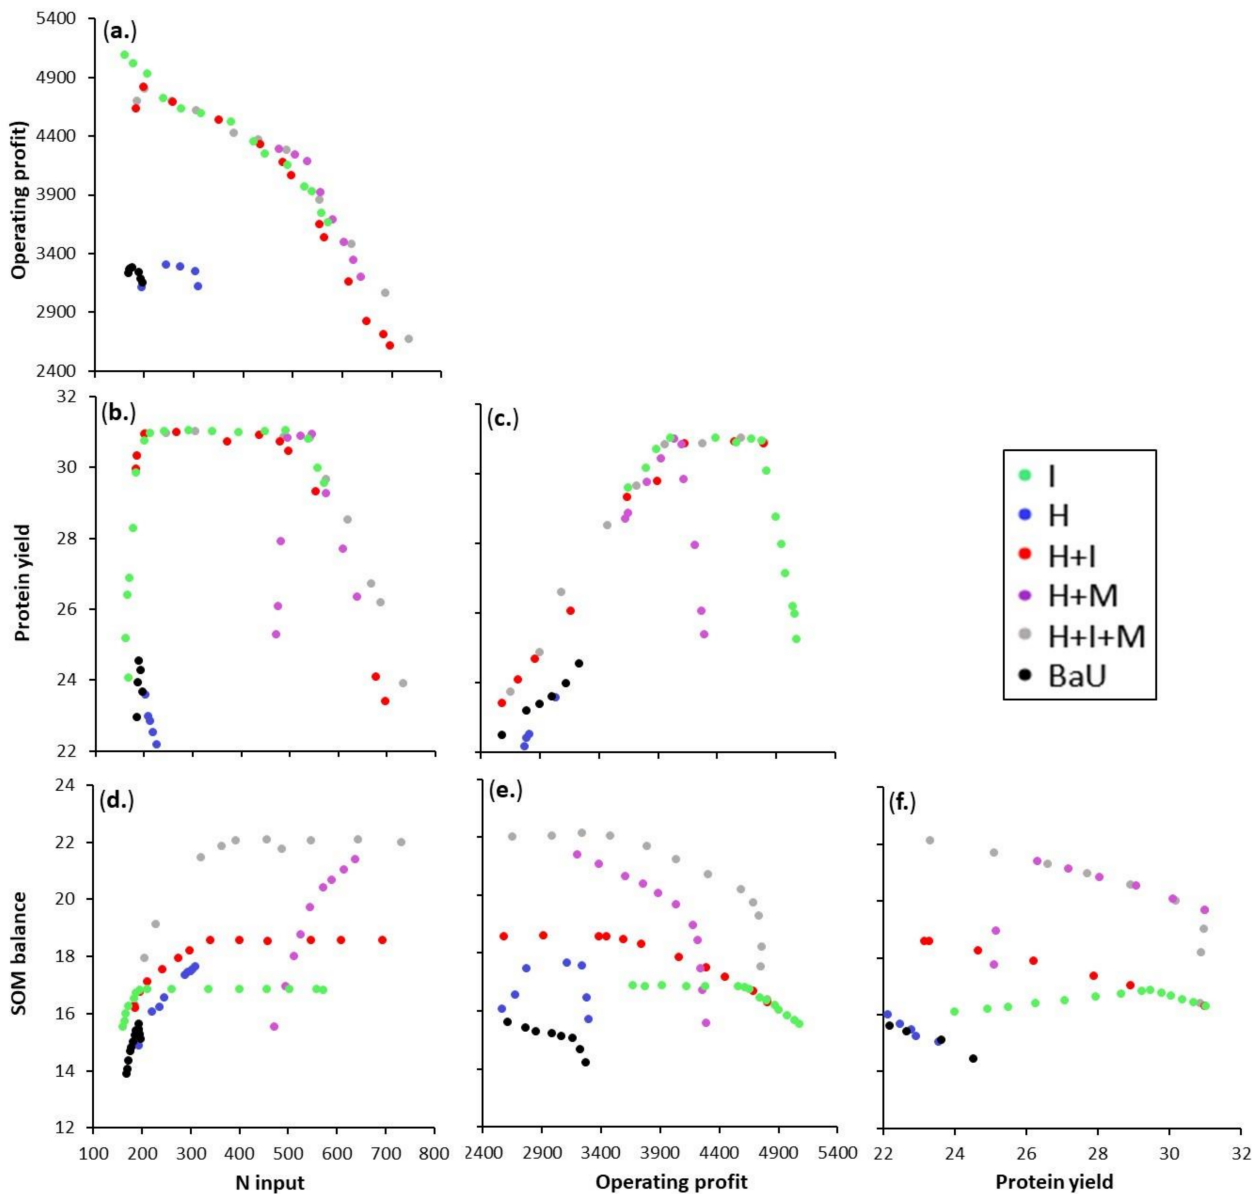 (a.)
5400
4900
4400
3900
3400
2900
2400
Operating profit)
(b.)
32
30
28
26
24
22
Protein yield
(c.)
I
H
H+I
H+M
H+I+M
BaU
(d.)
24
22
20
18
16
14
12
SOM balance
100 200 300 400 500 600 700 800
N input
(e.)
2400 2900 3400 3900 4400 4900 5400
Operating profit
(f.)
22 24 26 28 30 32
Protein yield